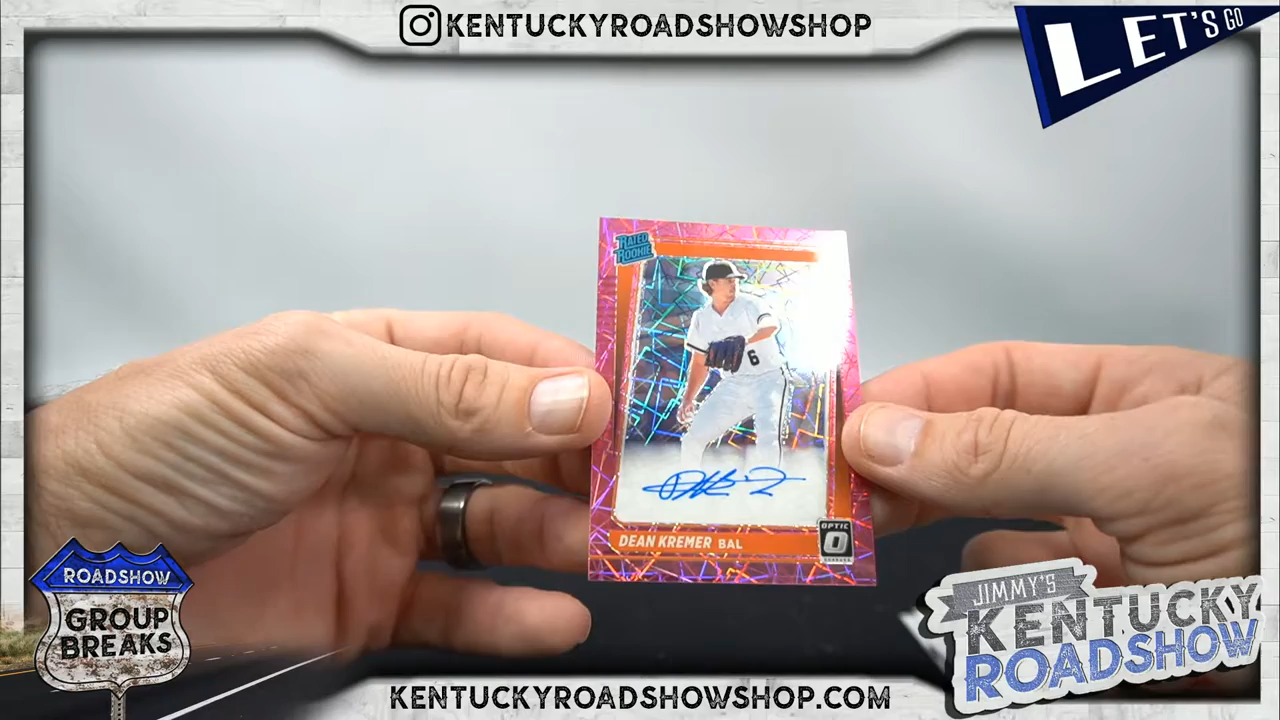 KENTUCKYROADSHOWSHOP
LET'S GO
RATED
ROOKIE
6
DEAN KREMER BAL
OPTIC
ROADSHOW
GROUP
BREAKS
JIMMY'S
KENTUCKY
ROADSHOW
KENTUCKYROADSHOWSHOP.COM